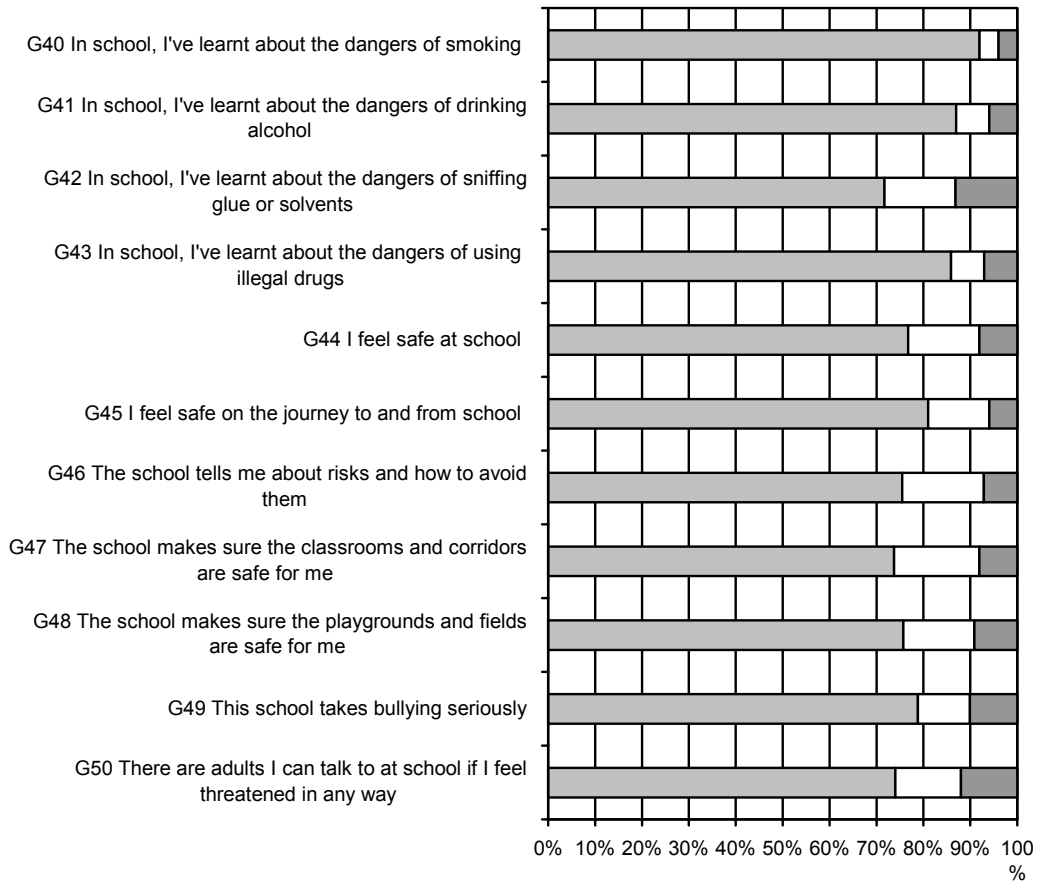 G40 In school, I've learnt about the dangers of smoking
G41 In school, I've learnt about the dangers of drinking
alcohol
G42 In school, I've learnt about the dangers of sniffing
glue or solvents
G43 In school, I've learnt about the dangers of using
illegal drugs
G44 I feel safe at school
G45 I feel safe on the journey to and from school
G46 The school tells me about risks and how to avoid
them
G47 The school makes sure the classrooms and corridors
are safe for me
G48 The school makes sure the playgrounds and fields
are safe for me
G49 This school takes bullying seriously
G50 There are adults I can talk to at school if I feel
threatened in any way
0% 10% 20% 30% 40% 50% 60% 70% 80% 90% 100
%